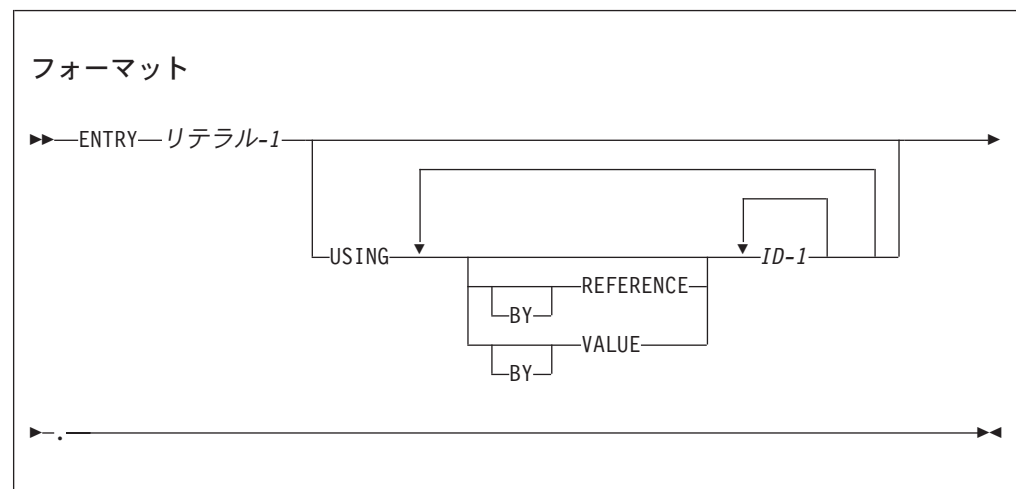 フォーマット
ENTRY リテラル-1
USING ID-1
BY REFERENCE
BY VALUE
.